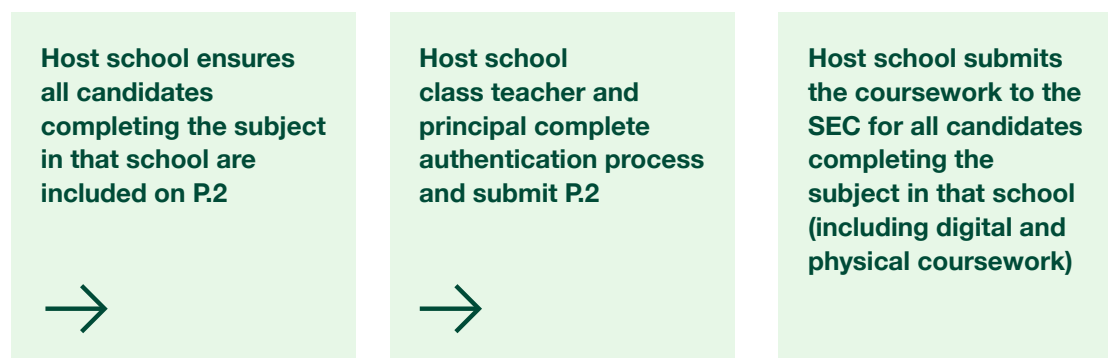 Host school ensures
all candidates
completing the subject
in that school are
included on P.2
Host school
class teacher and
principal complete
authentication process
and submit P.2
Host school submits
the coursework to the
SEC for all candidates
completing the
subject in that school
(including digital and
physical coursework)